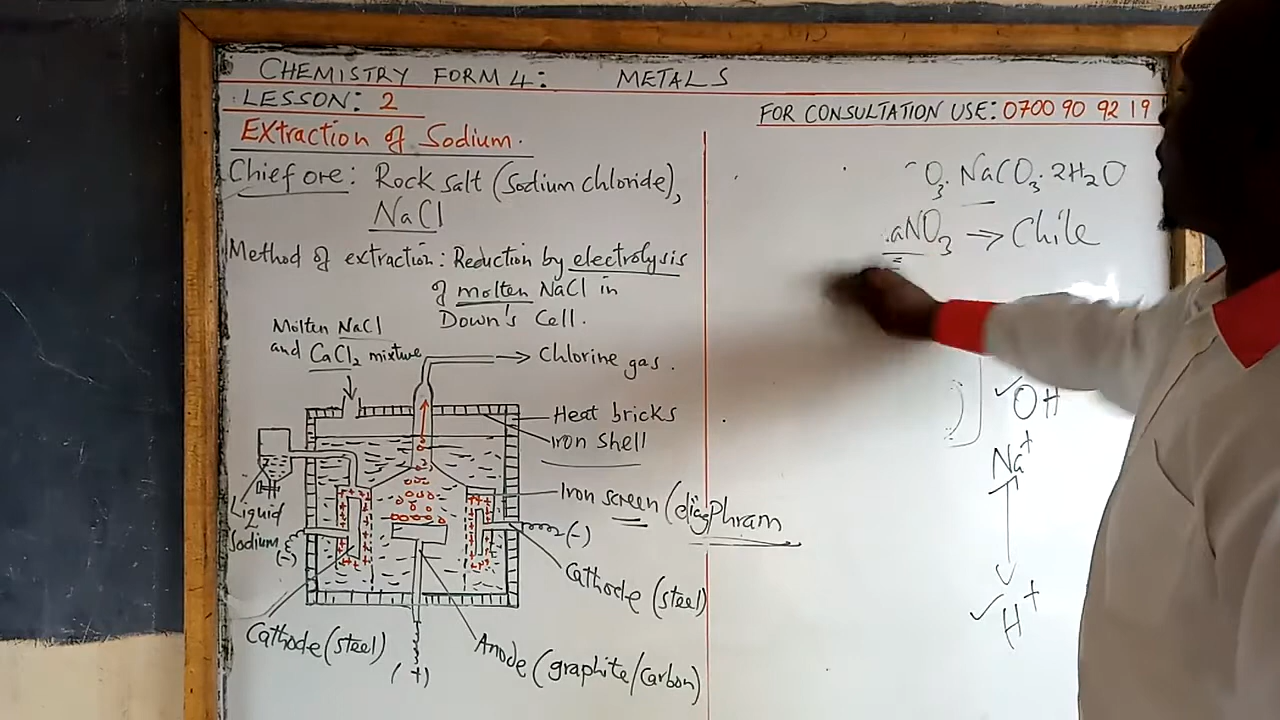 CHEMISTRY FORM 4: METALS
LESSON: 2
FOR CONSULTATION USE: 0700 90 92 19
Extraction of Sodium.
Chief ore: Rock salt (Sodium chloride),
NaCl
Method of extraction: Reduction by electrolysis
of molten NaCl in
Down's Cell.
Molten NaCl
and CaCl2 mixture
Chlorine gas.
Heat bricks
Iron shell
Iron screen (diaphram
Liquid
Sodium
(-)
(-)
Cathode (steel)
Cathode (steel)
Anode (graphite/carbon)
(+)
O3. NaCO3. 2H2O
aNO3 → Chile
OH
Na+
H+